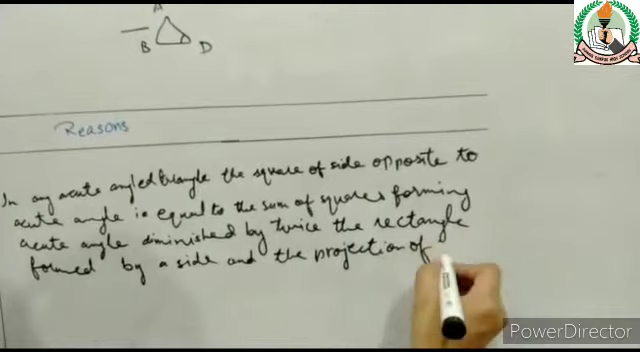 A
B
D
Reasons
In any acute angled triangle the square of side opposite to
acute angle is equal to the sum of squares forming
acute angle diminished by twice the rectangle
formed by a side and the projection of
PowerDirector